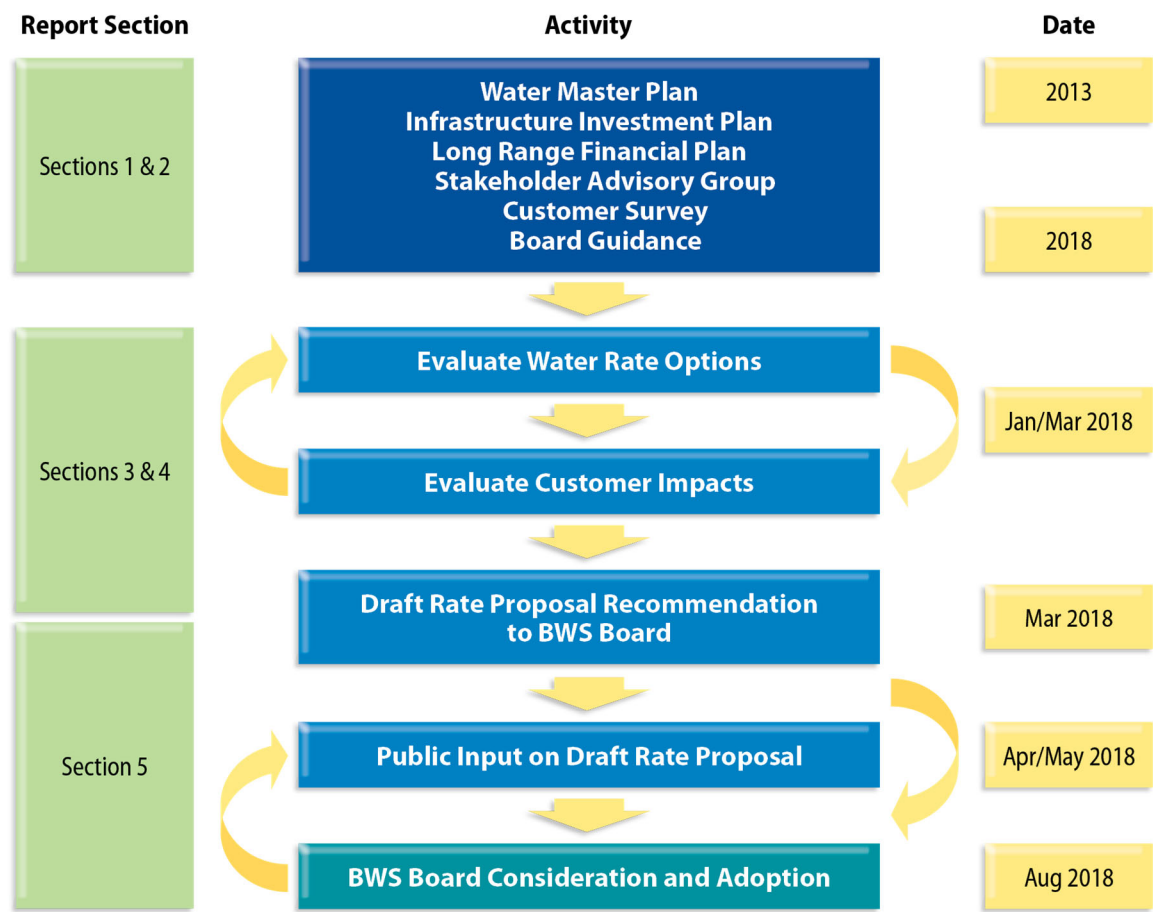 Report Section
Activity
Date
Sections 1 & 2
Water Master Plan
Infrastructure Investment Plan
Long Range Financial Plan
Stakeholder Advisory Group
Customer Survey
Board Guidance
2013
2018
Sections 3 & 4
Evaluate Water Rate Options
Evaluate Customer Impacts
Jan/Mar 2018
Draft Rate Proposal Recommendation
to BWS Board
Mar 2018
Section 5
Public Input on Draft Rate Proposal
Apr/May 2018
BWS Board Consideration and Adoption
Aug 2018